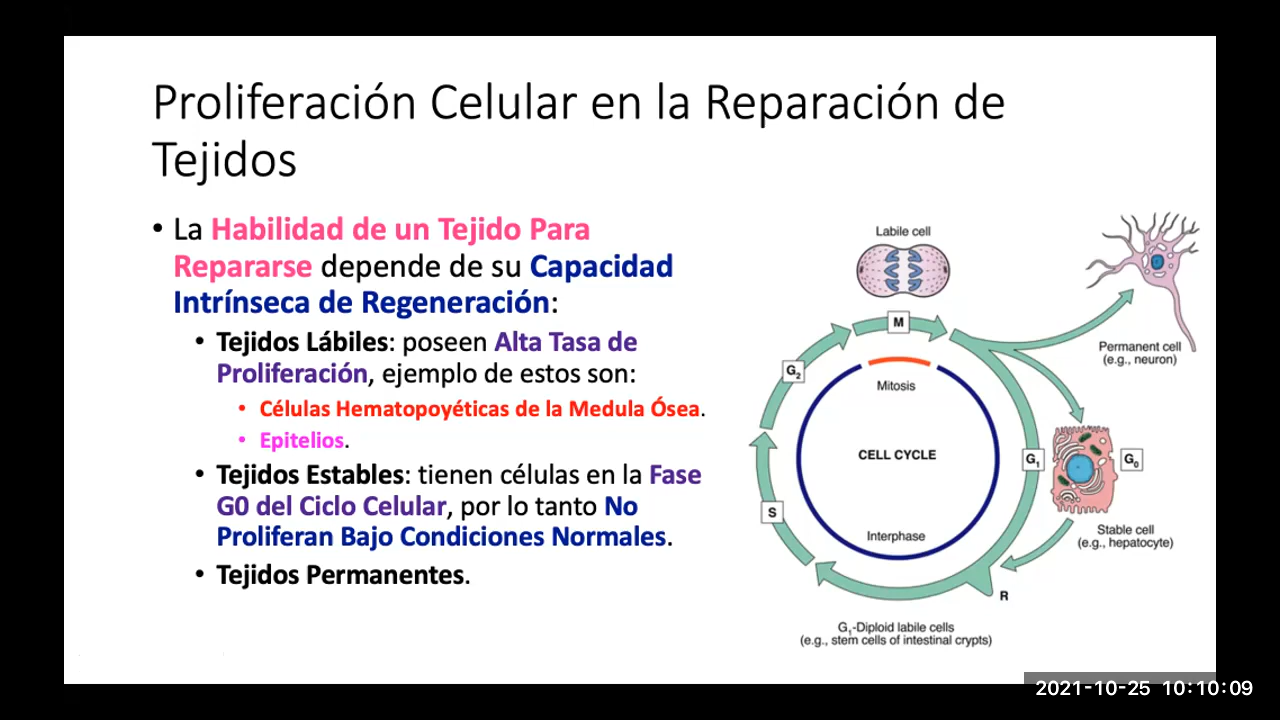 Proliferación Celular en la Reparación de
Tejidos
• La Habilidad de un Tejido Para
Repararse depende de su Capacidad
Intrínseca de Regeneración:
• Tejidos Lábiles: poseen Alta Tasa de
Proliferación, ejemplo de estos son:
• Células Hematopoyéticas de la Medula Ósea.
• Epitelios.
• Tejidos Estables: tienen células en la Fase
G0 del Ciclo Celular, por lo tanto No
Proliferan Bajo Condiciones Normales.
• Tejidos Permanentes.
Labile cell
M
G2
Mitosis
Permanent cell
(e.g., neuron)
CELL CYCLE
G1
G0
S
Interphase
Stable cell
(e.g., hepatocyte)
R
G1-Diploid labile cells
(e.g., stem cells of intestinal crypts)
2021-10-25 10:10:09